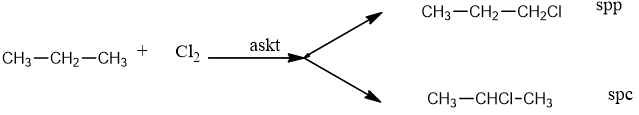 CH₃—CH₂—CH₂Cl spp
CH₃—CH₂—CH₃ + Cl₂ askt
CH₃—CHCl-CH₃ spc